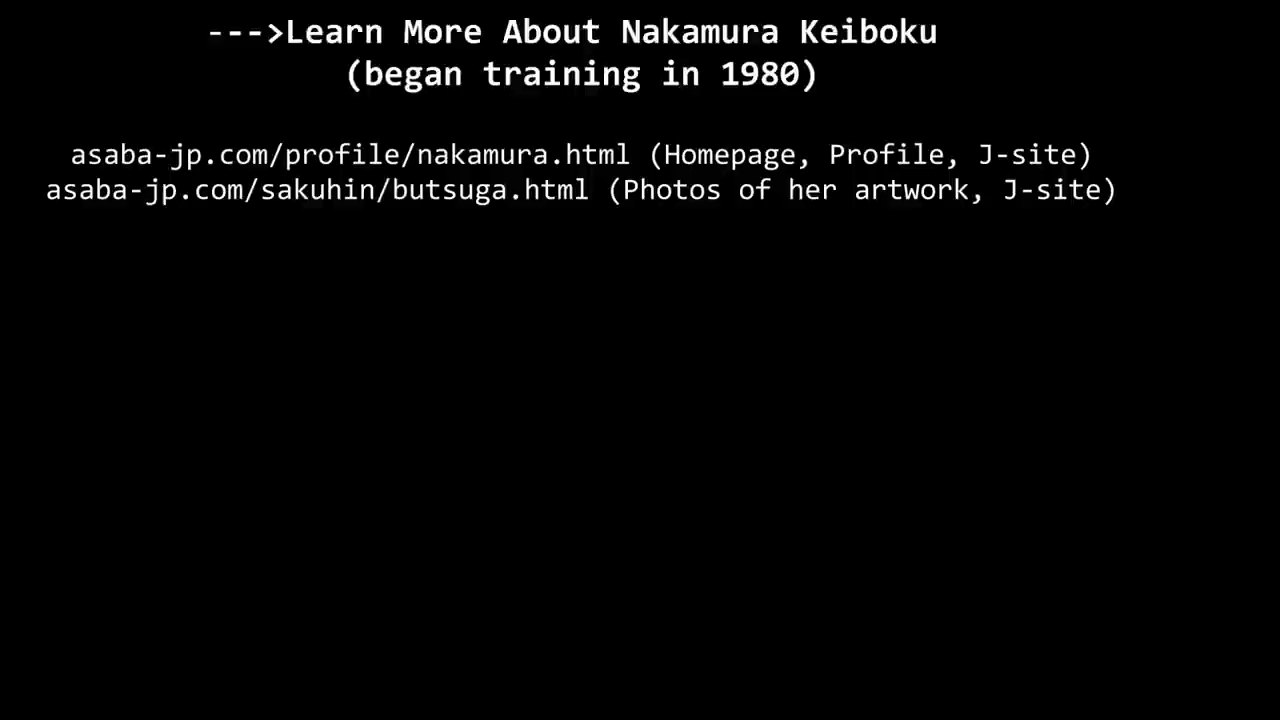 --->Learn More About Nakamura Keiboku
(began training in 1980)
asaba-jp.com/profile/nakamura.html (Homepage, Profile, J-site)
asaba-jp.com/sakuhin/butsuga.html (Photos of her artwork, J-site)